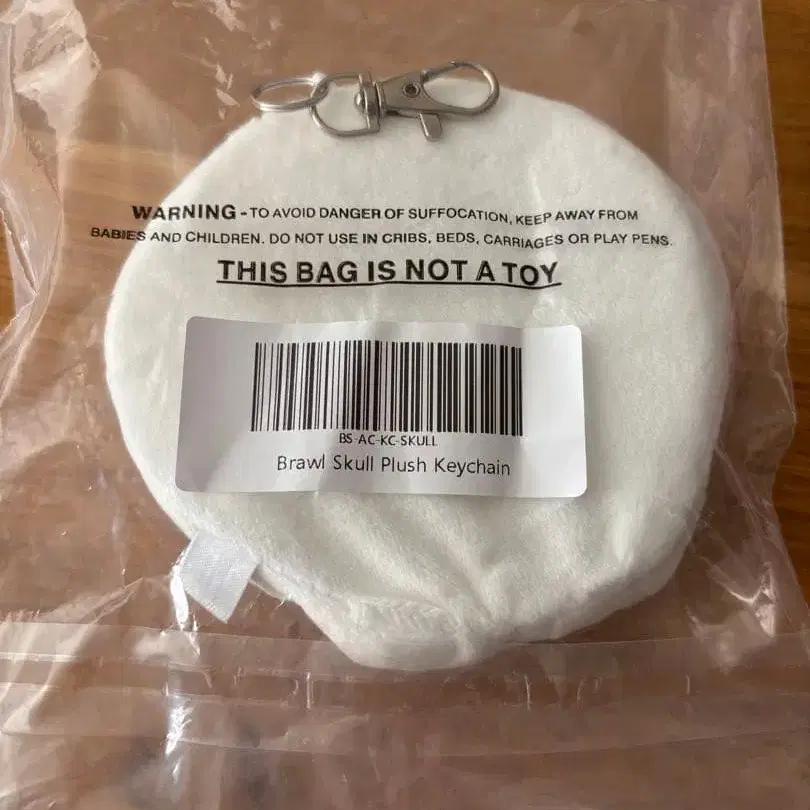 WARNING - TO AVOID DANGER OF SUFFOCATION, KEEP AWAY FROM
BABIES AND CHILDREN. DO NOT USE IN CRIBS, BEDS, CARRIAGES OR PLAY PENS.
THIS BAG IS NOT A TOY
BS-AC-KC-SKULL
Brawl Skull Plush Keychain